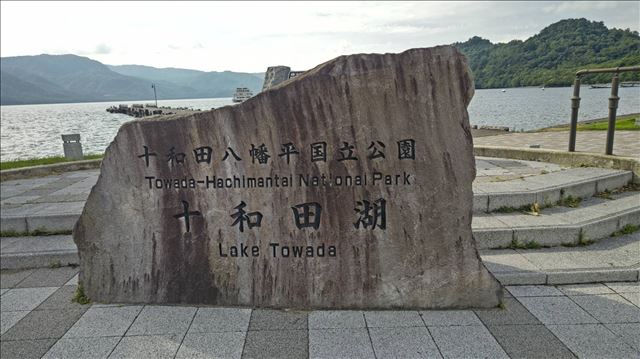 十和田八幡平国立公園
Towada-Hachimantai National Park
十和田湖
Lake Towada